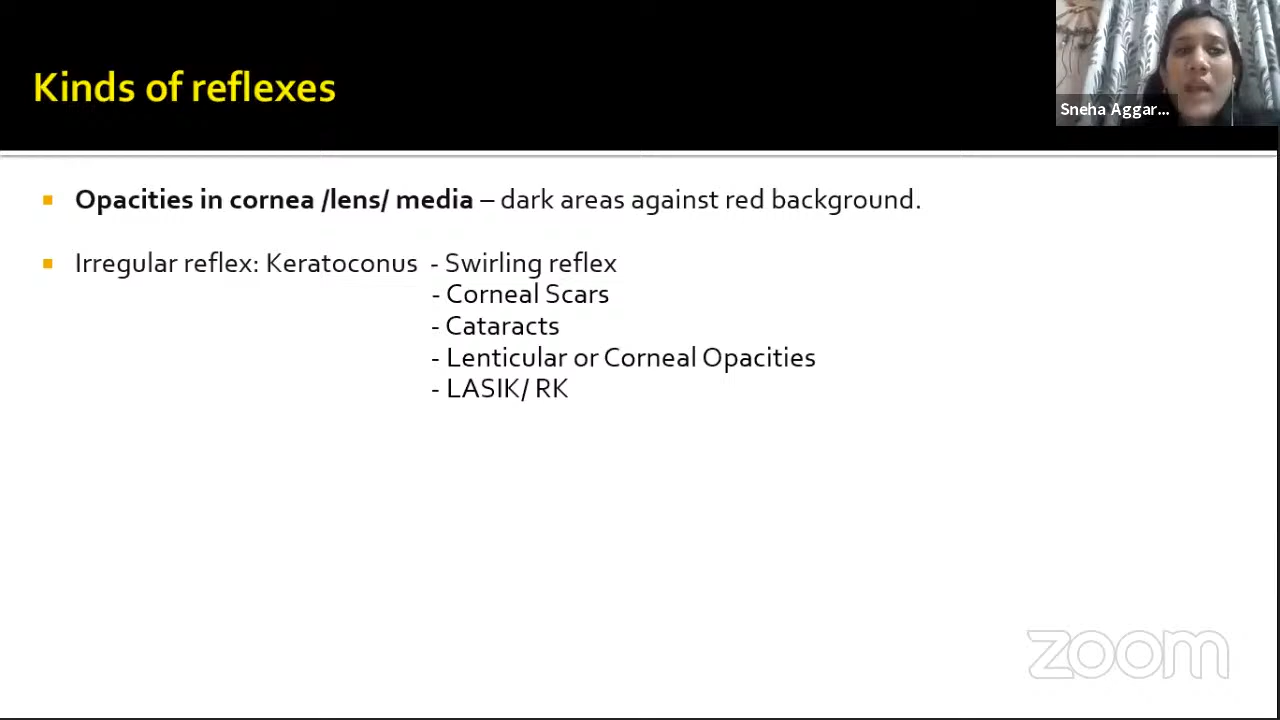 Kinds of reflexes
Sneha Aggar...
Opacities in cornea /lens/ media – dark areas against red background.
Irregular reflex: Keratoconus - Swirling reflex
- Corneal Scars
- Cataracts
- Lenticular or Corneal Opacities
- LASIK/ RK
zoom